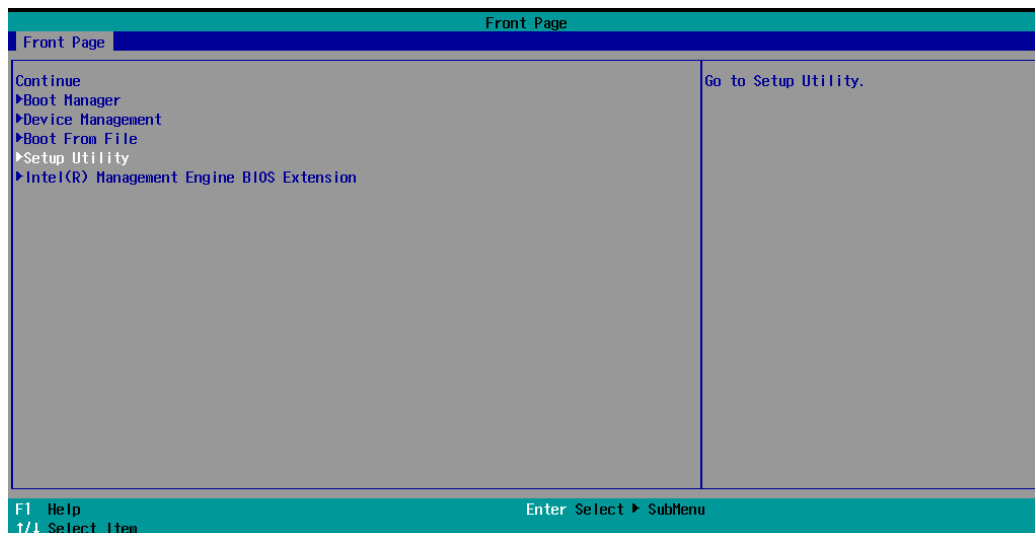 Front Page
Front Page
Continue
▶Boot Manager
▶Device Management
▶Boot From File
▶Setup Utility
▶Intel(R) Management Engine BIOS Extension
Go to Setup Utility.
F1 Help
Enter Select ▶ SubMenu
↑/↓ Select Item